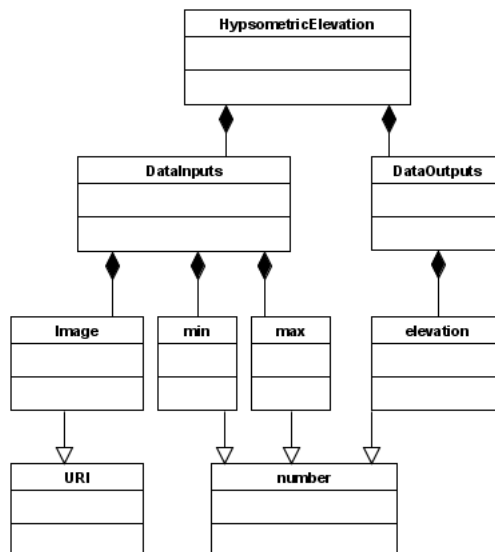 HypsometricElevation
DataInputs
DataOutputs
Image
min
max
elevation
URI
number